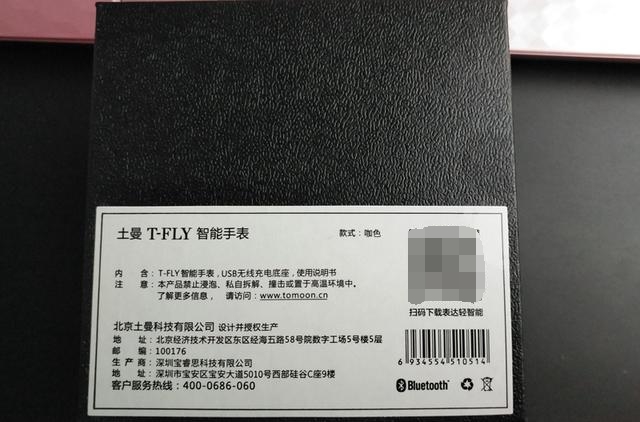 土曼 T-FLY 智能手表
款式：咖色
内 含：T-FLY智能手表，USB无线充电底座，使用说明书
注 意：本产品禁止浸泡、私自拆解、撞击或置于高温环境中。
了解更多信息， 请访问：www.tomoon.cn
扫码下载表达轻智能
北京土曼科技有限公司 设计并授权生产
地 址：北京经济技术开发区东区经海五路58号院数字工场5号楼5层
邮 编：100176
生 产 商：深圳宝睿思科技有限公司
地 址：深圳市宝安区宝安大道5010号西部硅谷C座9楼
客户服务热线：400-0686-060
6 934554 510514
Bluetooth